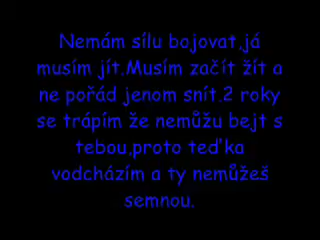 Nemám sílu bojovat,já
musím jít.Musím začít žít a
ne pořád jenom snít.2 roky
se trápím že nemůžu bejt s
tebou,proto teďka
vodcházím a ty nemůžeš
semnou.